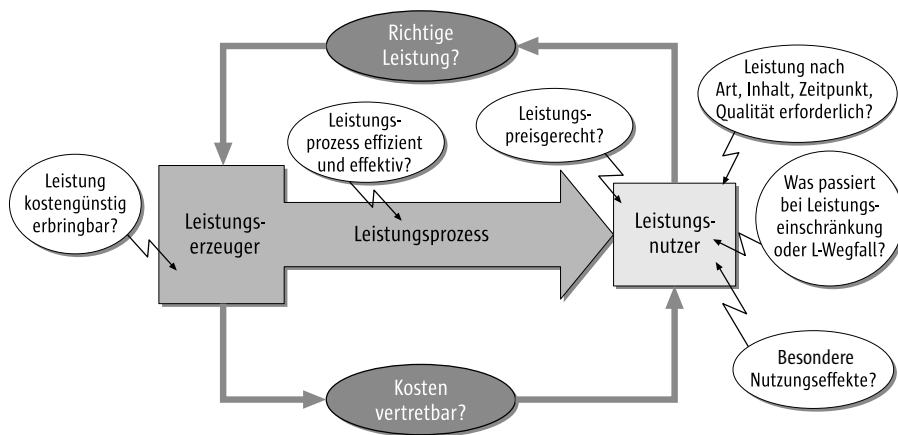 Richtige
Leistung?
Leistung nach
Art, Inhalt, Zeitpunkt,
Qualität erforderlich?
Leistungs-
prozess effizient
und effektiv?
Leistungs-
preisgerecht?
Leistung
kostengünstig
erbringbar?
Leistungs-
erzeuger
Leistungsprozess
Leistungs-
nutzer
Was passiert
bei Leistungs-
einschränkung
oder L-Wegfall?
Besondere
Nutzungseffekte?
Kosten
vertretbar?